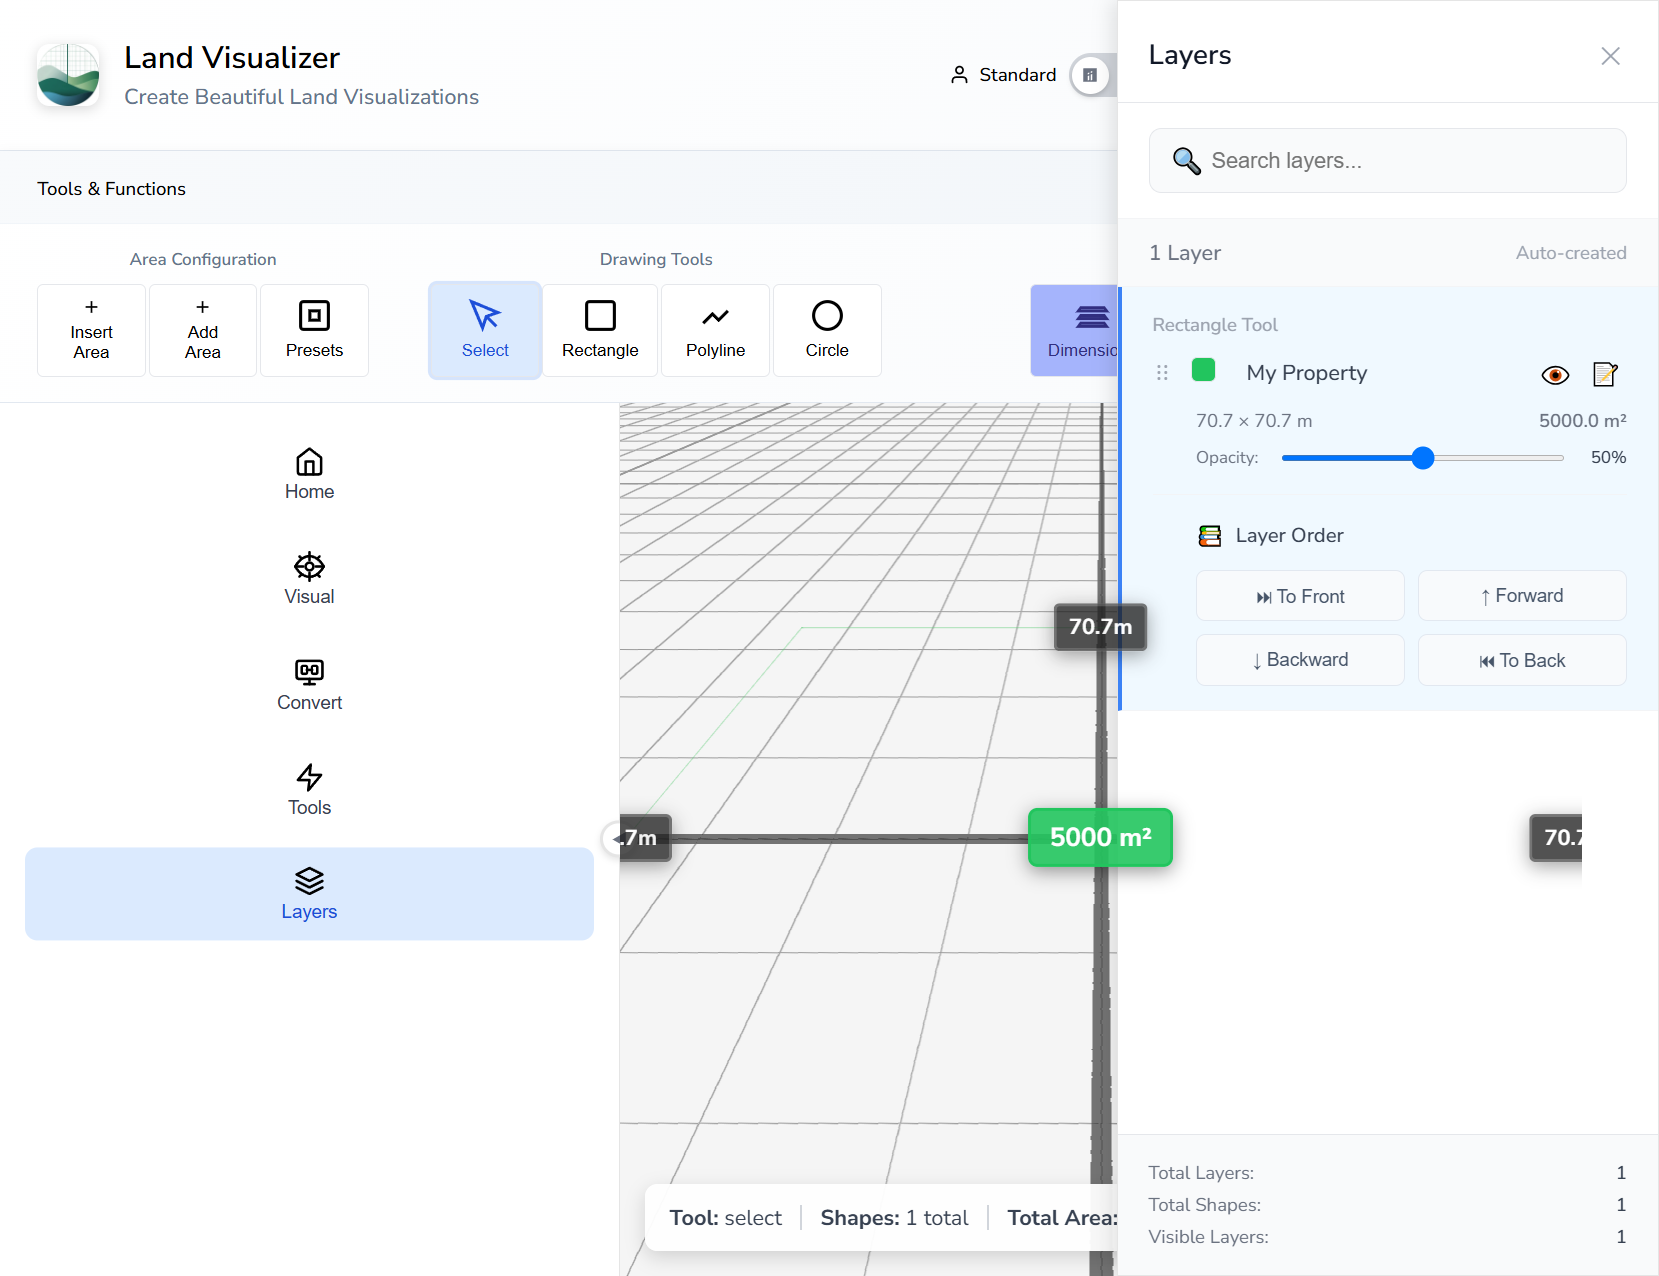 Land Visualizer
Create Beautiful Land Visualizations
Standard
Tools & Functions
Area Configuration
Insert
Area
Add
Area
Presets
Drawing Tools
Select
Rectangle
Polyline
Circle
Dimensio
Home
Visual
Convert
Tools
Layers
70.7m
.7m
5000 m²
70.7
Tool: select
Shapes: 1 total
Total Area:
Layers
Search layers...
1 Layer
Auto-created
Rectangle Tool
My Property
70.7 × 70.7 m
5000.0 m²
Opacity:
50%
Layer Order
⏭ To Front
↑ Forward
↓ Backward
⏮ To Back
Total Layers: 1
Total Shapes: 1
Visible Layers: 1